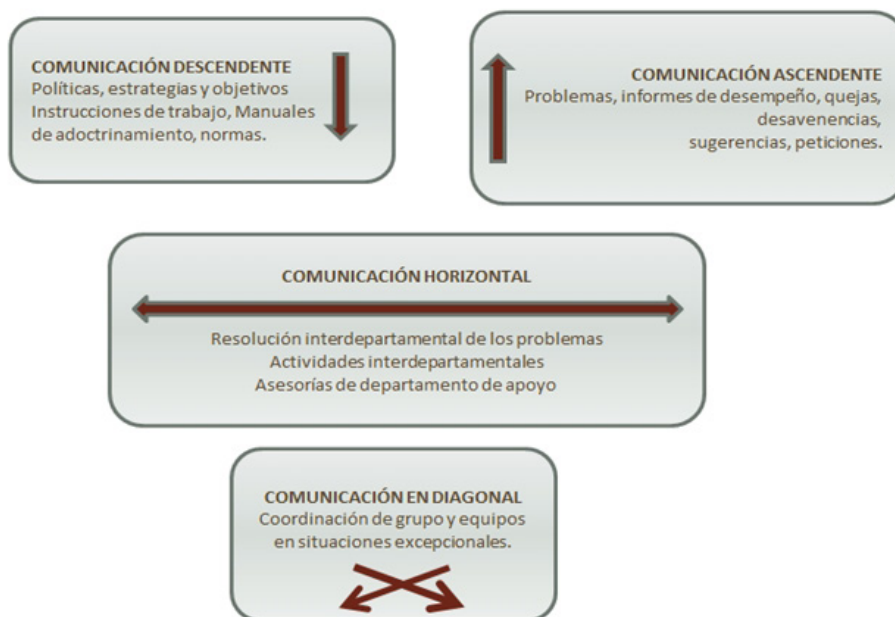 COMUNICACIÓN DESCENDENTE
Políticas, estrategias y objetivos
Instrucciones de trabajo, Manuales
de adoctrinamiento, normas.
COMUNICACIÓN ASCENDENTE
Problemas, informes de desempeño, quejas,
desavenencias,
sugerencias, peticiones.
COMUNICACIÓN HORIZONTAL
Resolución interdepartamental de los problemas
Actividades interdepartamentales
Asesorías de departamento de apoyo
COMUNICACIÓN EN DIAGONAL
Coordinación de grupo y equipos
en situaciones excepcionales.